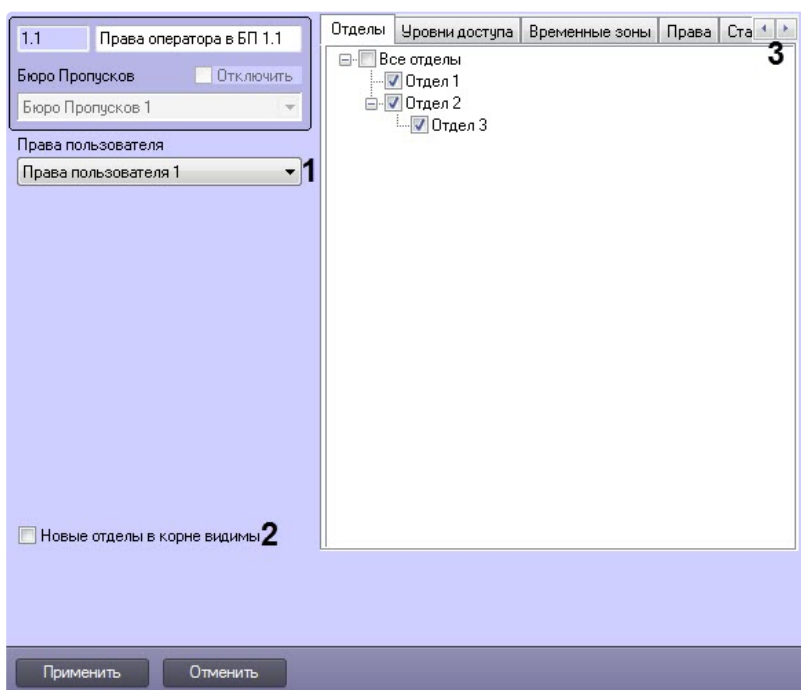 1.1 Права оператора в БП 1.1
Бюро Пропусков Отключить
Бюро Пропусков 1
Права пользователя
Права пользователя 1 1
Новые отделы в корне видимы 2
Отделы Уровни доступа Временные зоны Права Ста
3
Все отделы
Отдел 1
Отдел 2
Отдел 3
Применить Отменить